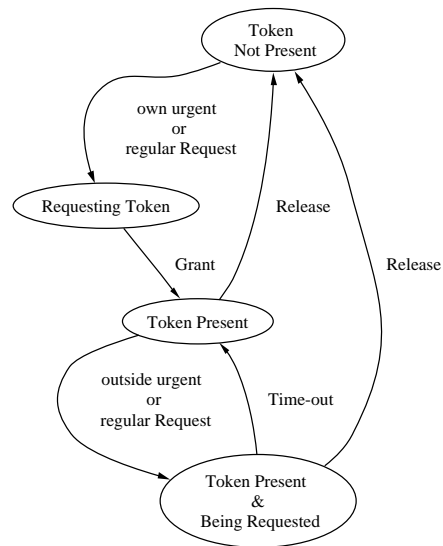 Token
Not Present
own urgent
or
regular Request
Requesting Token
Release
Release
Grant
Token Present
outside urgent
or
regular Request
Time-out
Token Present
&
Being Requested